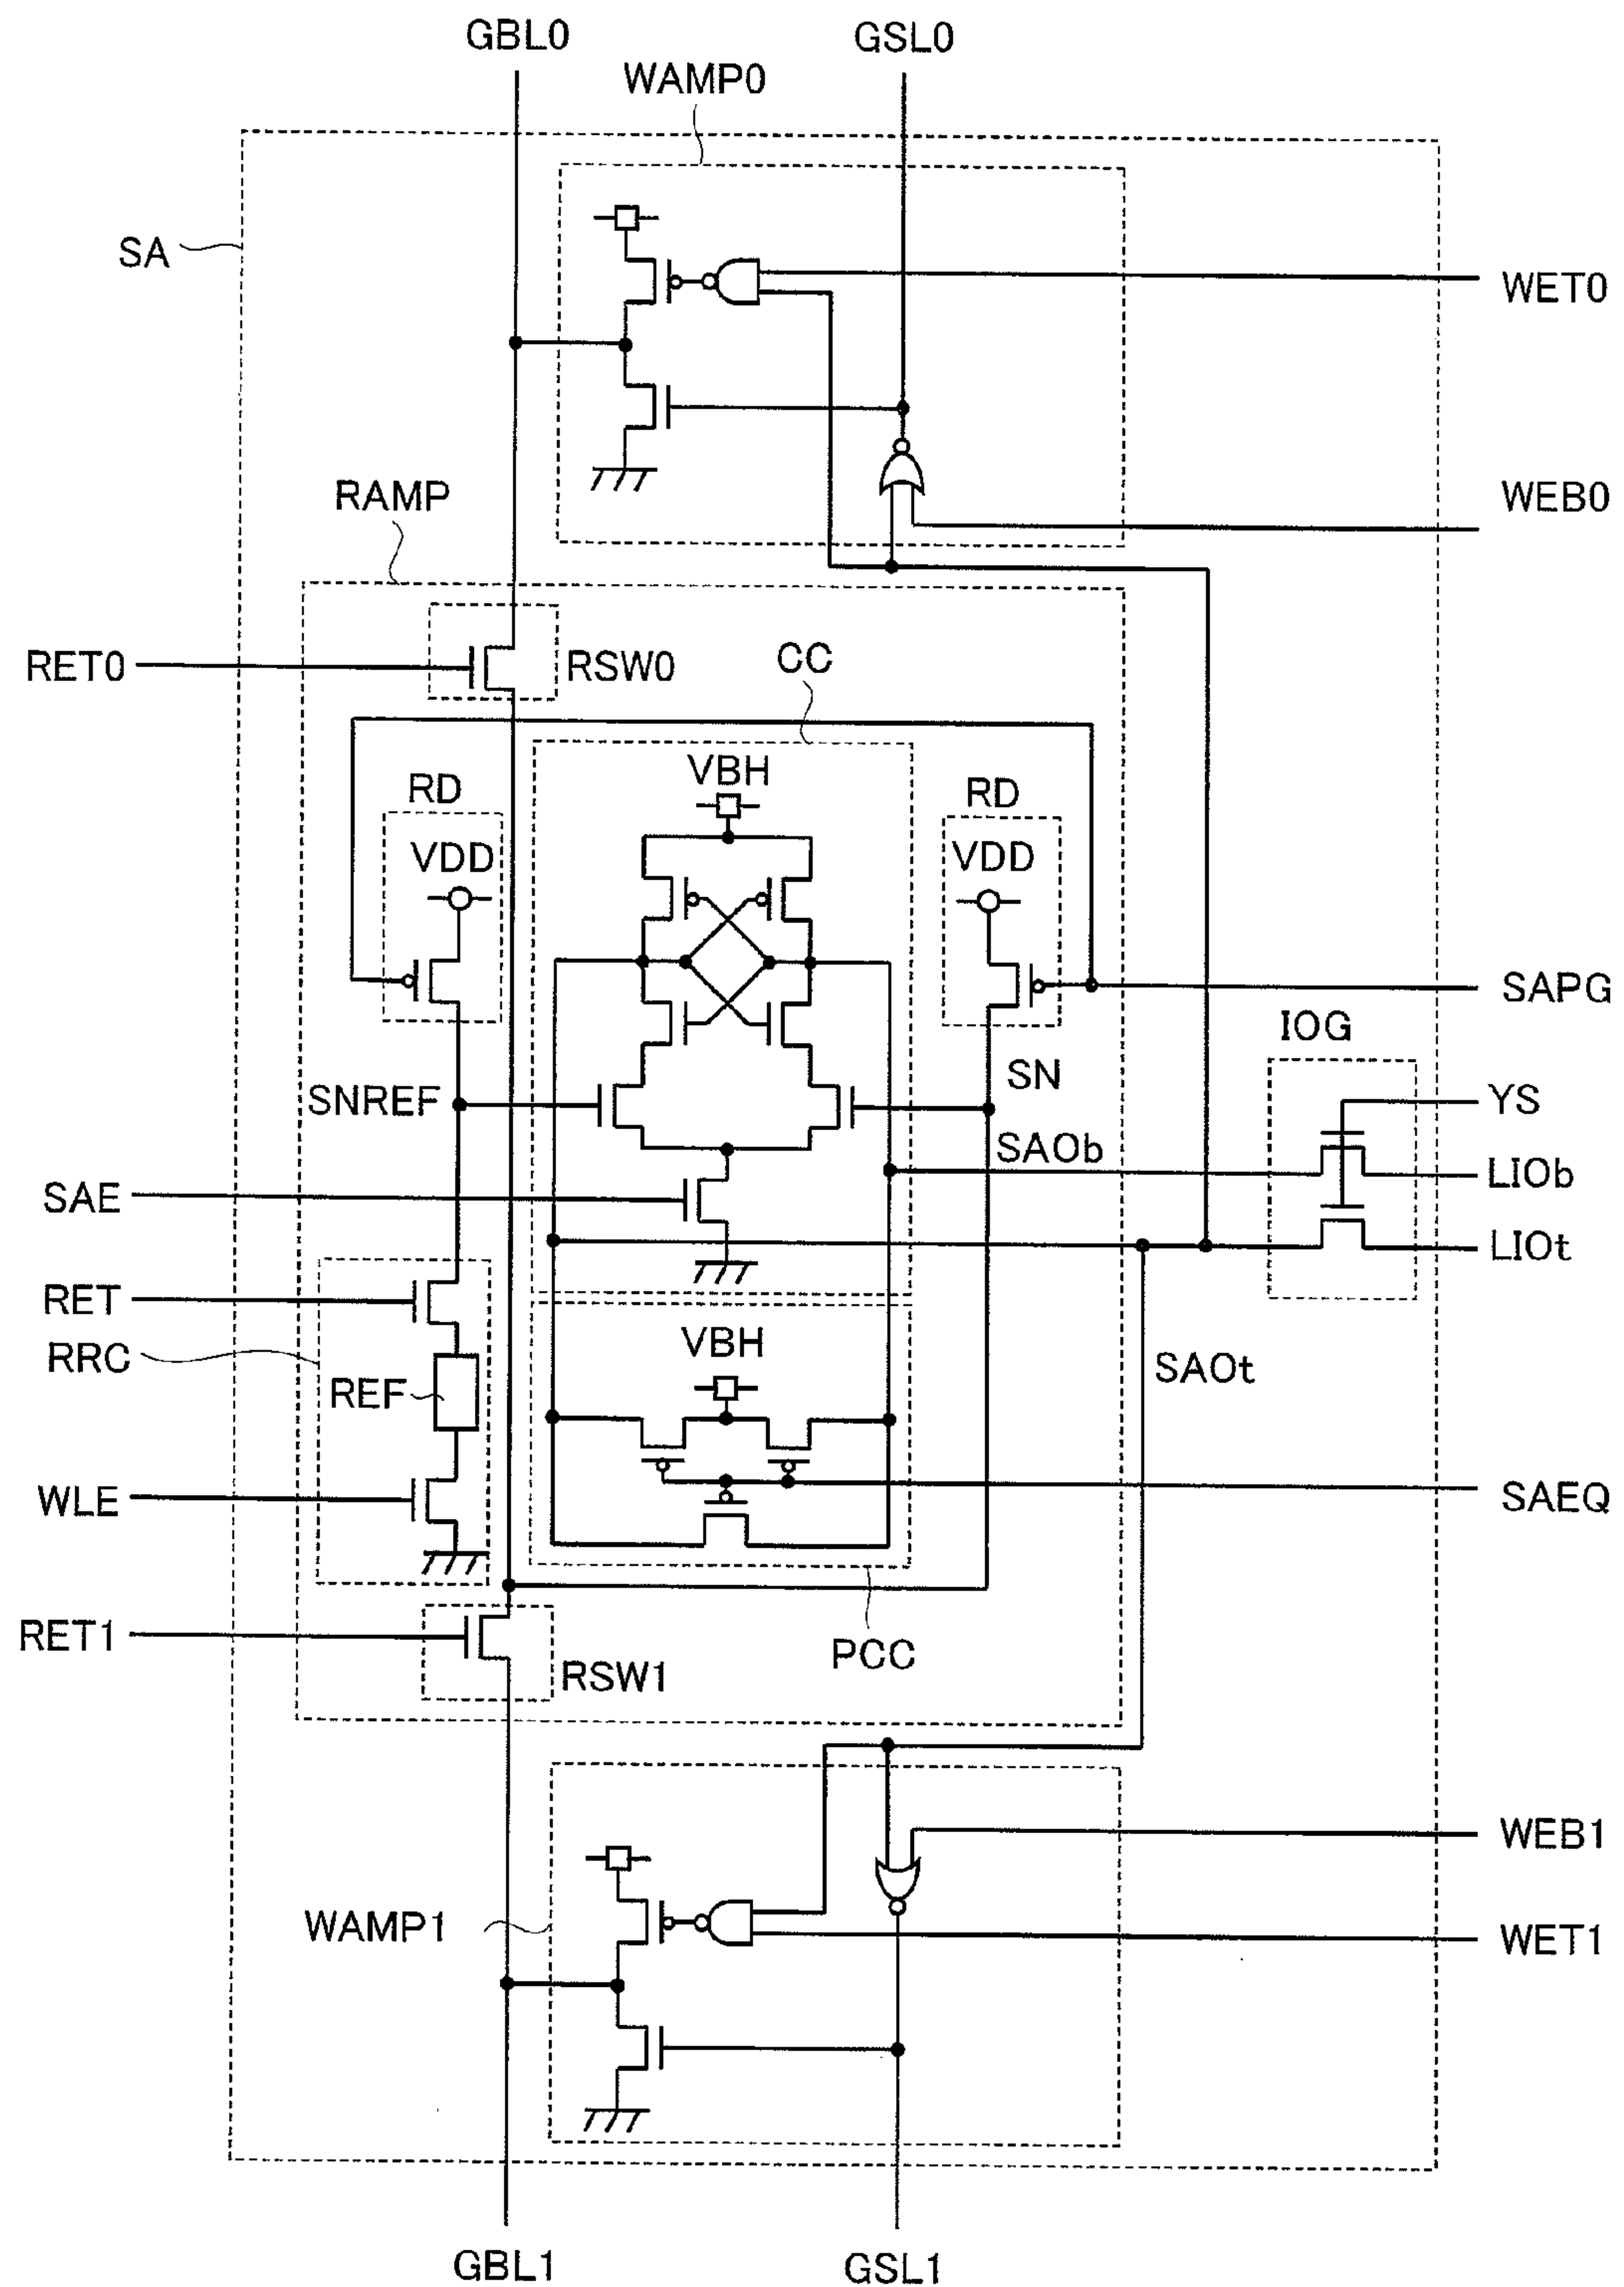 GBL0
GSL0
WAMP0
SA
WET0
RAMP
WEB0
RET0
RSW0
CC
VBH
RD
RD
VDD
VDD
SAPG
IOG
SN
SNREF
YS
SAOb
LIOb
SAE
LIOt
RET
VBH
RRC
SAOt
REF
WLE
SAEQ
RET1
PCC
RSW1
WEB1
WAMP1
WET1
GBL1
GSL1